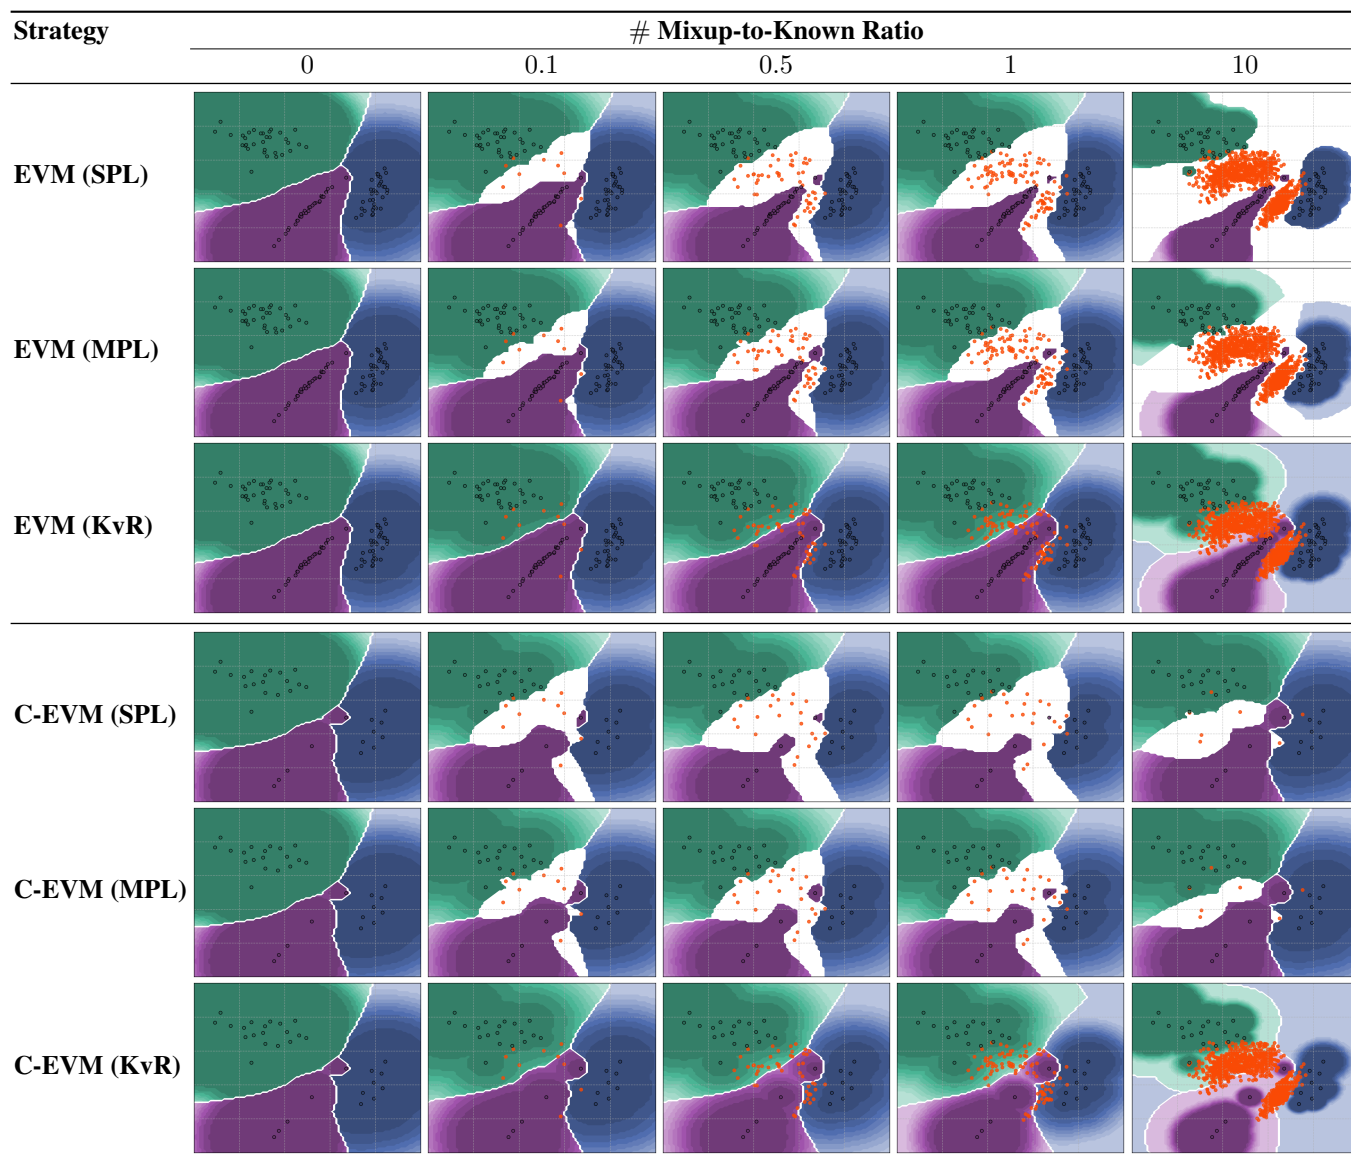 Strategy # Mixup-to-Known Ratio
0 0.1 0.5 1 10
EVM (SPL)
EVM (MPL)
EVM (KvR)
C-EVM (SPL)
C-EVM (MPL)
C-EVM (KvR)